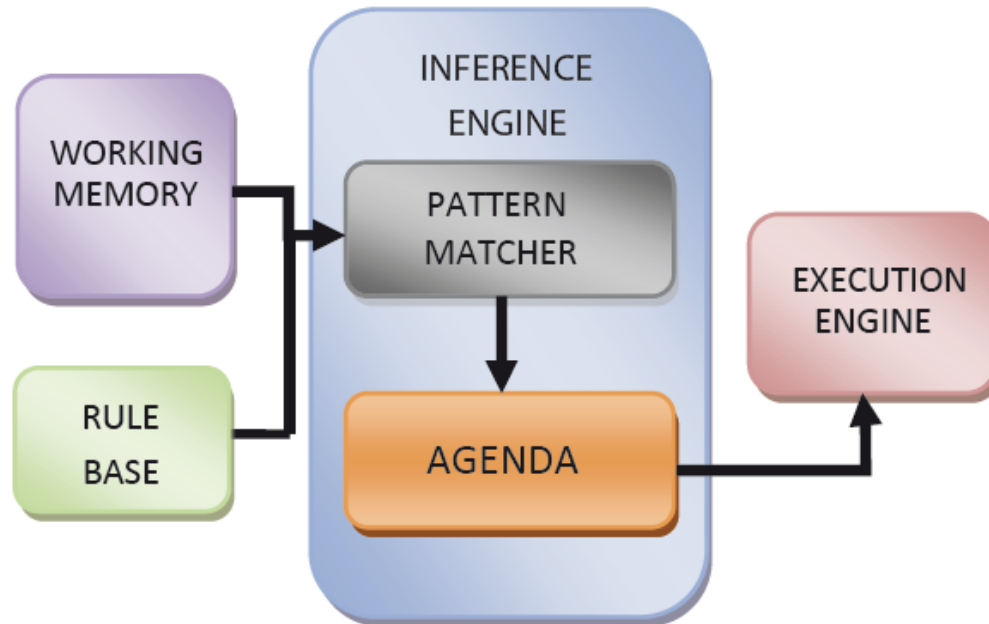 WORKING
MEMORY
RULE
BASE
INFERENCE
ENGINE
PATTERN
MATCHER
AGENDA
EXECUTION
ENGINE